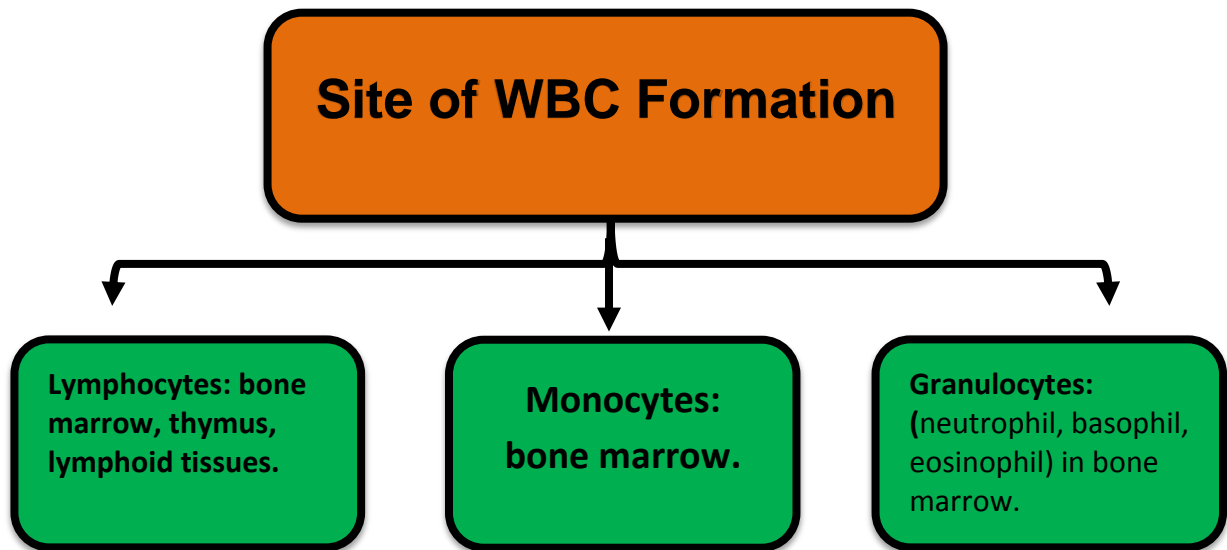 Site of WBC Formation
Lymphocytes: bone
marrow, thymus,
lymphoid tissues.
Monocytes:
bone marrow.
Granulocytes:
(neutrophil, basophil,
eosinophil) in bone
marrow.